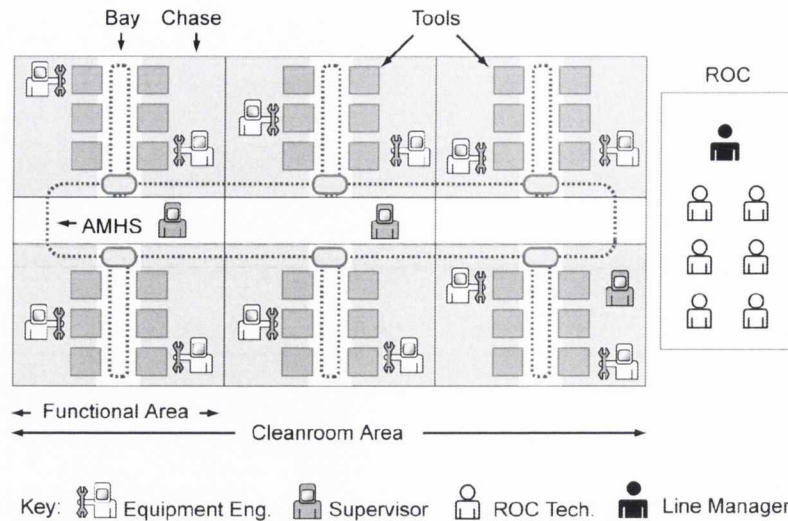 Bay Chase Tools
ROC
AMHS
Functional Area
Cleanroom Area
Key: Equipment Eng. Supervisor ROC Tech. Line Manager